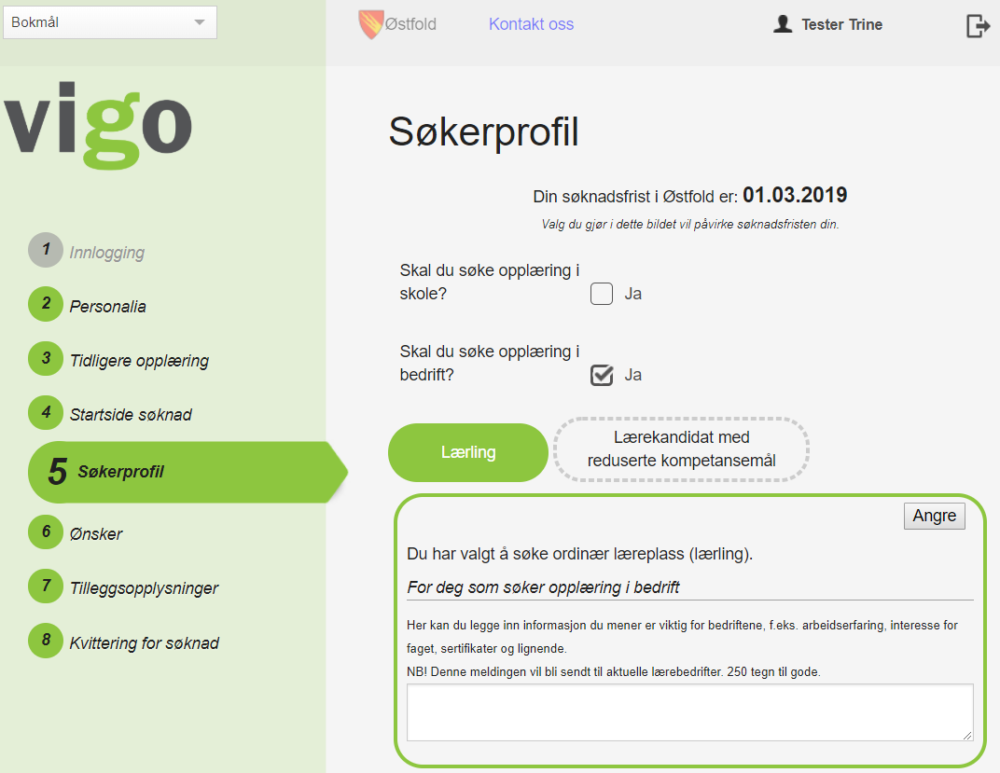 Bokmål
Østfold
Kontakt oss
Tester Trine
vigo
1 Innlogging
2 Personalia
3 Tidligere opplæring
4 Startside søknad
5 Søkerprofil
6 Ønsker
7 Tilleggsopplysninger
8 Kvittering for søknad
Søkerprofil
Din søknadsfrist i Østfold er: 01.03.2019
Valg du gjør i dette bildet vil påvirke søknadsfristen din.
Skal du søke opplæring i
skole?
Ja
Skal du søke opplæring i
bedrift?
Ja
Lærling
Lærekandidat med
reduserte kompetansemål
Angre
Du har valgt å søke ordinær læreplass (lærling).
For deg som søker opplæring i bedrift
Her kan du legge inn informasjon du mener er viktig for bedriftene, f.eks. arbeidserfaring, interesse for
faget, sertifikater og lignende.
NB! Denne meldingen vil bli sendt til aktuelle lærebedrifter. 250 tegn til gode.